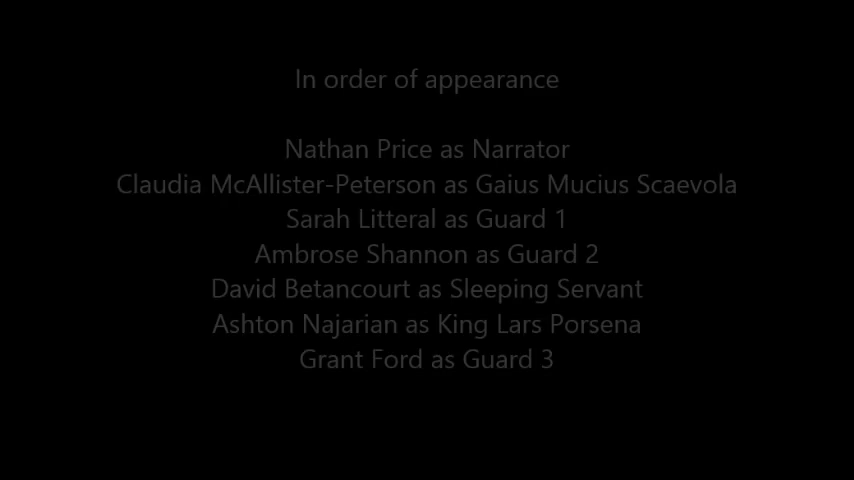 In order of appearance
Nathan Price as Narrator
Claudia McAllister-Peterson as Gaius Mucius Scaevola
Sarah Litteral as Guard 1
Ambrose Shannon as Guard 2
David Betancourt as Sleeping Servant
Ashton Najarian as King Lars Porsena
Grant Ford as Guard 3